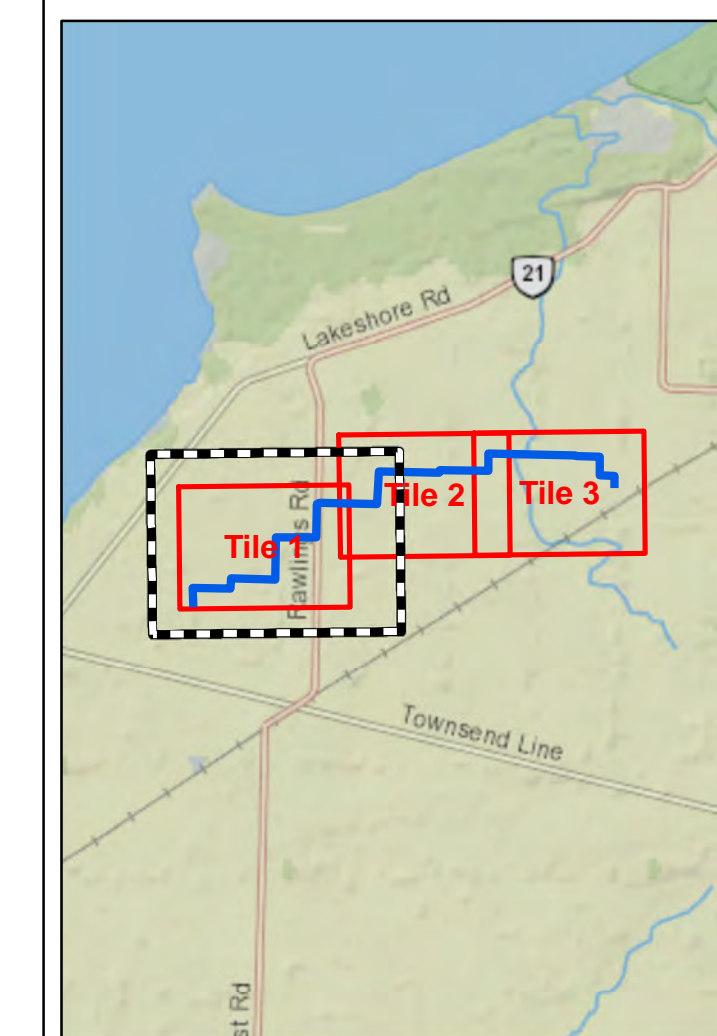 21
Lakeshore Rd
Rawlings Rd
Tile 1
Tile 2
Tile 3
Townsend Line
st Rd